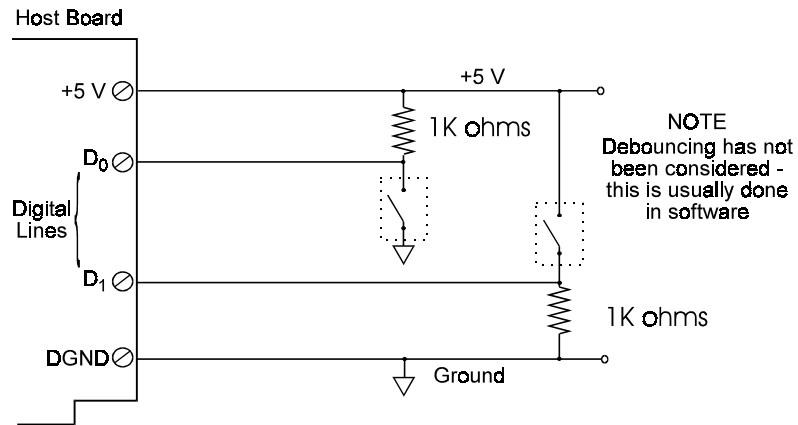 Host Board
+5 V
+5 V
1K ohms
NOTE
Debouncing has not
been considered -
this is usually done
in software
D0
Digital
Lines
D1
1K ohms
DGND
Ground